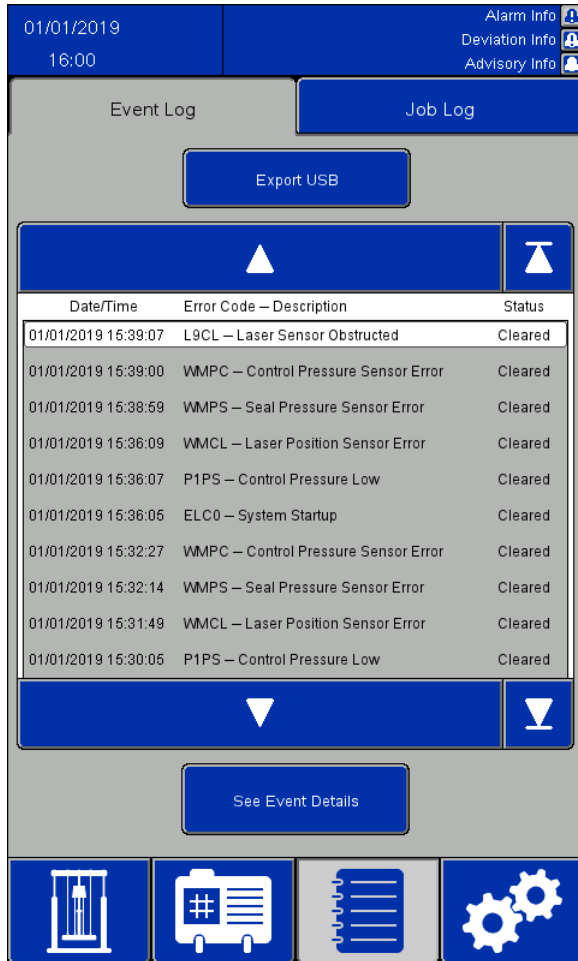 01/01/2019
16:00
Alarm Info
Deviation Info
Advisory Info
Event Log
Job Log
Export USB
Date/Time Error Code – Description Status
01/01/2019 15:39:07 L9CL – Laser Sensor Obstructed Cleared
01/01/2019 15:39:00 WMPC – Control Pressure Sensor Error Cleared
01/01/2019 15:38:59 WMPS – Seal Pressure Sensor Error Cleared
01/01/2019 15:36:09 WMCL – Laser Position Sensor Error Cleared
01/01/2019 15:36:07 P1PS – Control Pressure Low Cleared
01/01/2019 15:36:05 ELC0 – System Startup Cleared
01/01/2019 15:32:27 WMPC – Control Pressure Sensor Error Cleared
01/01/2019 15:32:14 WMPS – Seal Pressure Sensor Error Cleared
01/01/2019 15:31:49 WMCL – Laser Position Sensor Error Cleared
01/01/2019 15:30:05 P1PS – Control Pressure Low Cleared
See Event Details
#